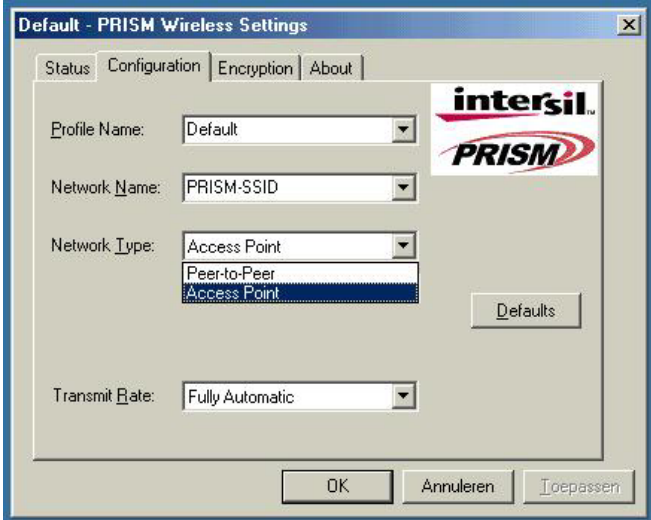 Default - PRISM Wireless Settings
Status Configuration Encryption About
intersil™
PRISM
Profile Name: Default
Network Name: PRISM-SSID
Network Type: Access Point
Peer-to-Peer
Access Point
Defaults
Transmit Rate: Fully Automatic
OK Annuleren Toepassen